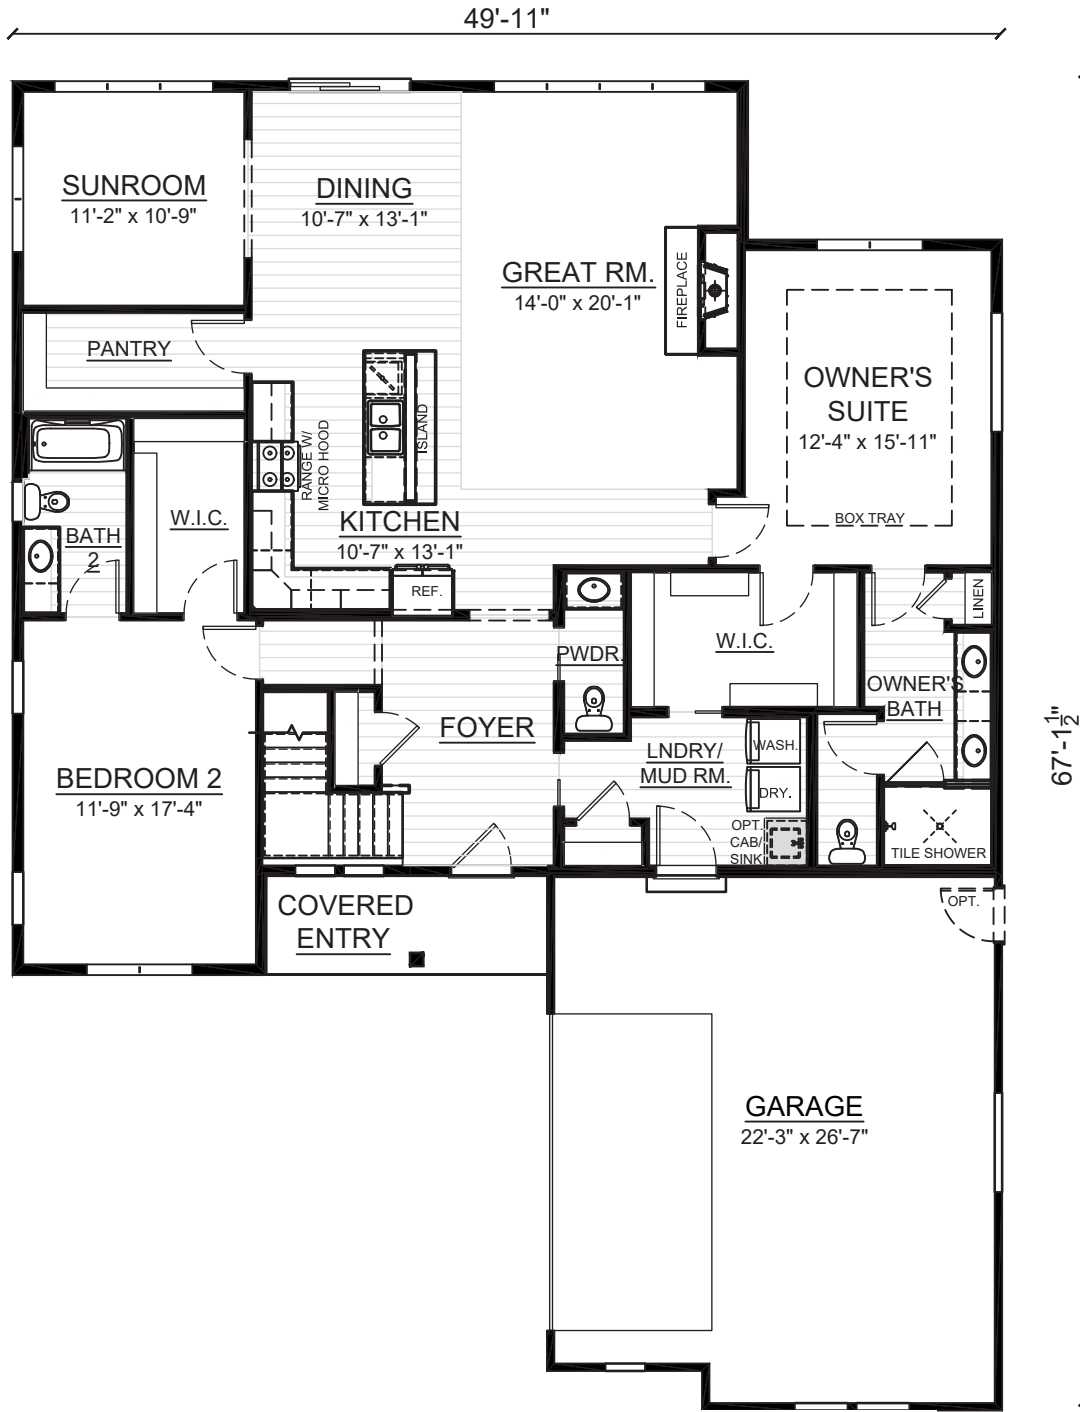 49'-11"
SUNROOM
11'-2" x 10'-9"
DINING
10'-7" x 13'-1"
GREAT RM.
14'-0" x 20'-1"
FIREPLACE
PANTRY
OWNER'S
SUITE
12'-4" x 15'-11"
BOX TRAY
ISLAND
RANGE W/
MICRO HOOD
KITCHEN
10'-7" x 13'-1"
W.I.C.
BATH
2
REF.
LINEN
PWDR.
W.I.C.
OWNER'S
BATH
FOYER
LNDRY/
MUD RM.
WASH.
DRY.
67'-1 1/2"
BEDROOM 2
11'-9" x 17'-4"
OPT.
CAB/
SINK
TILE SHOWER
COVERED
ENTRY
OPT.
GARAGE
22'-3" x 26'-7"